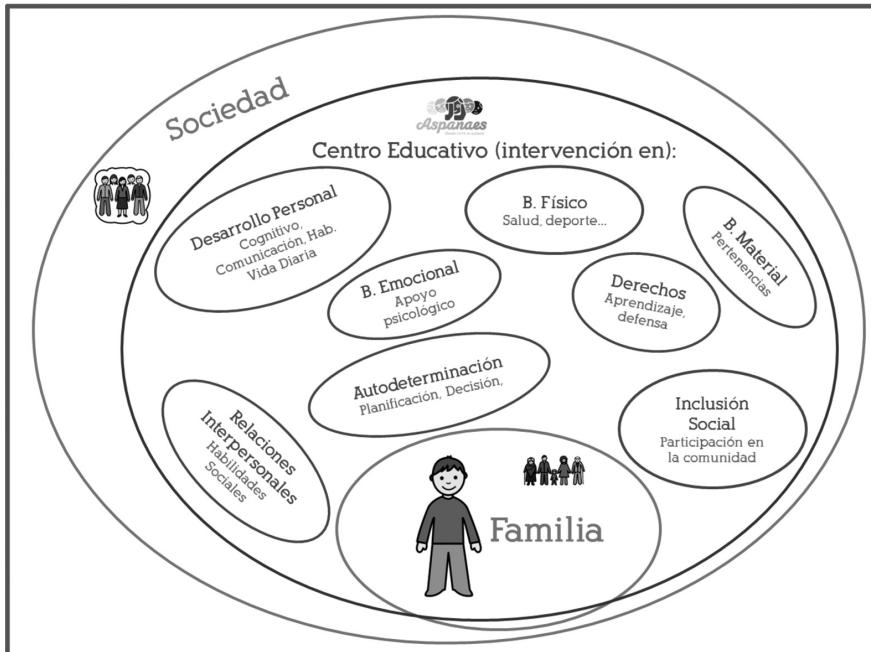 Sociedad
Aspanaes
Centro Educativo (intervención en):
Desarrollo Personal
Cognitivo,
Comunicación, Hab.
Vida Diaria
B. Físico
Salud, deporte...
B. Material
Pertenencias
B. Emocional
Apoyo
psicológico
Derechos
Aprendizaje,
defensa
Autodeterminación
Planificación, Decisión,
Relaciones
Interpersonales
Habilidades
Sociales
Inclusión
Social
Participación en
la comunidad
Familia